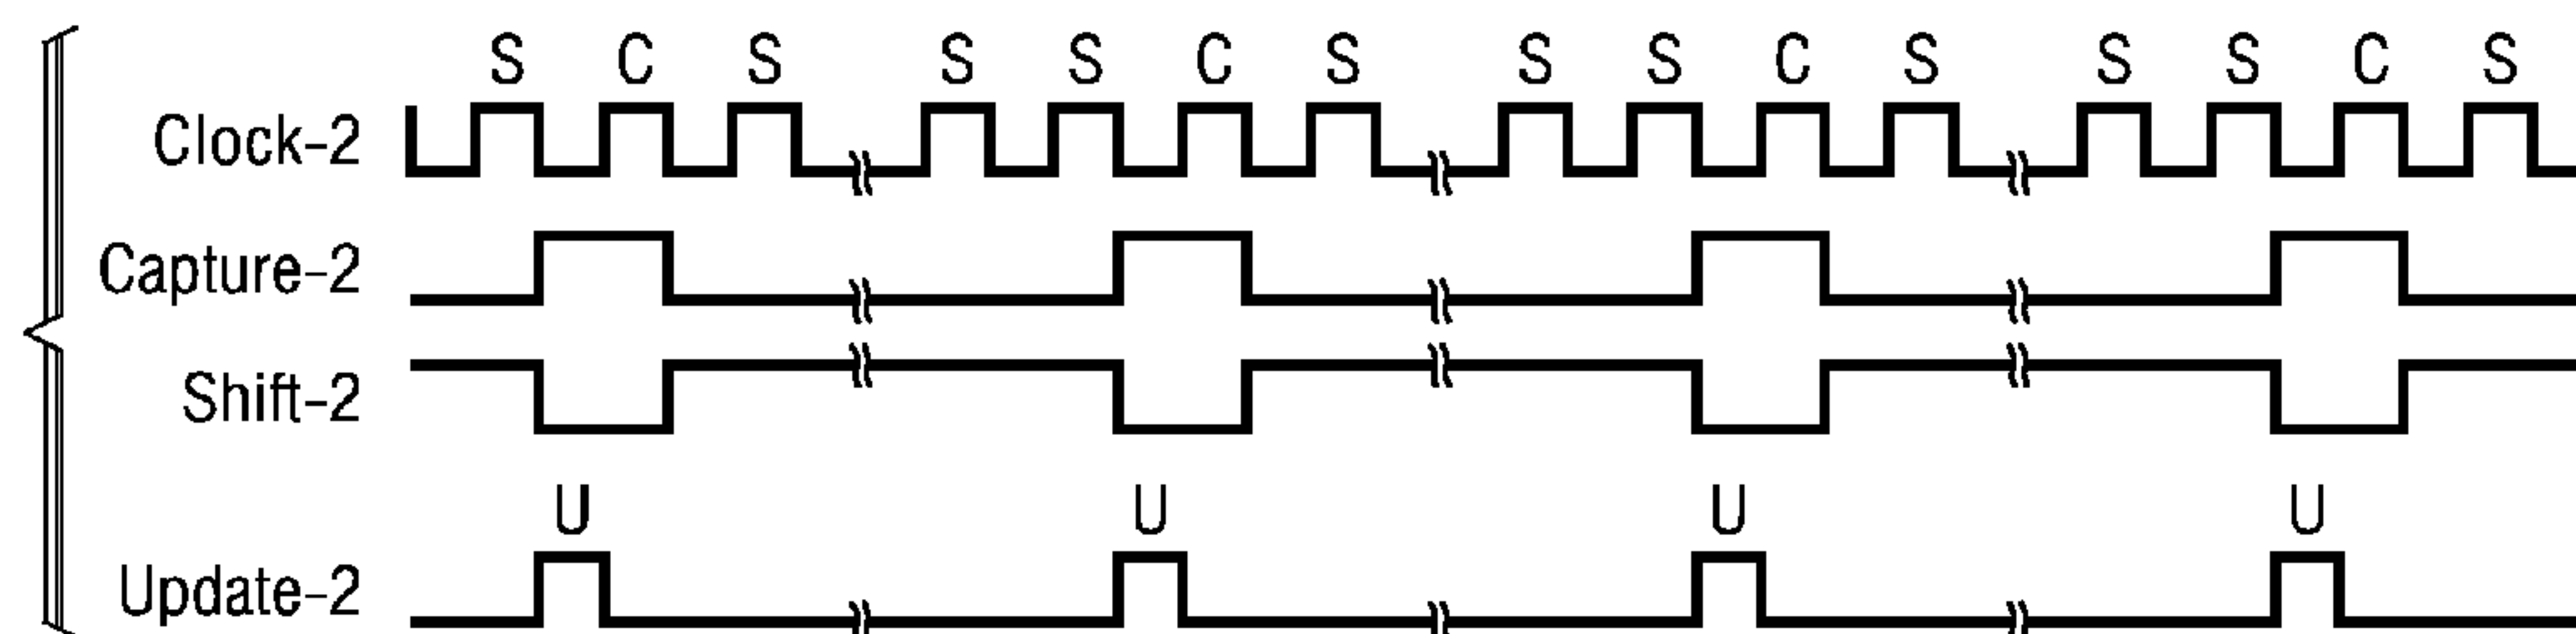 S C S S S C S S S C S S S C S
Clock-2
Capture-2
Shift-2
U U U U
Update-2